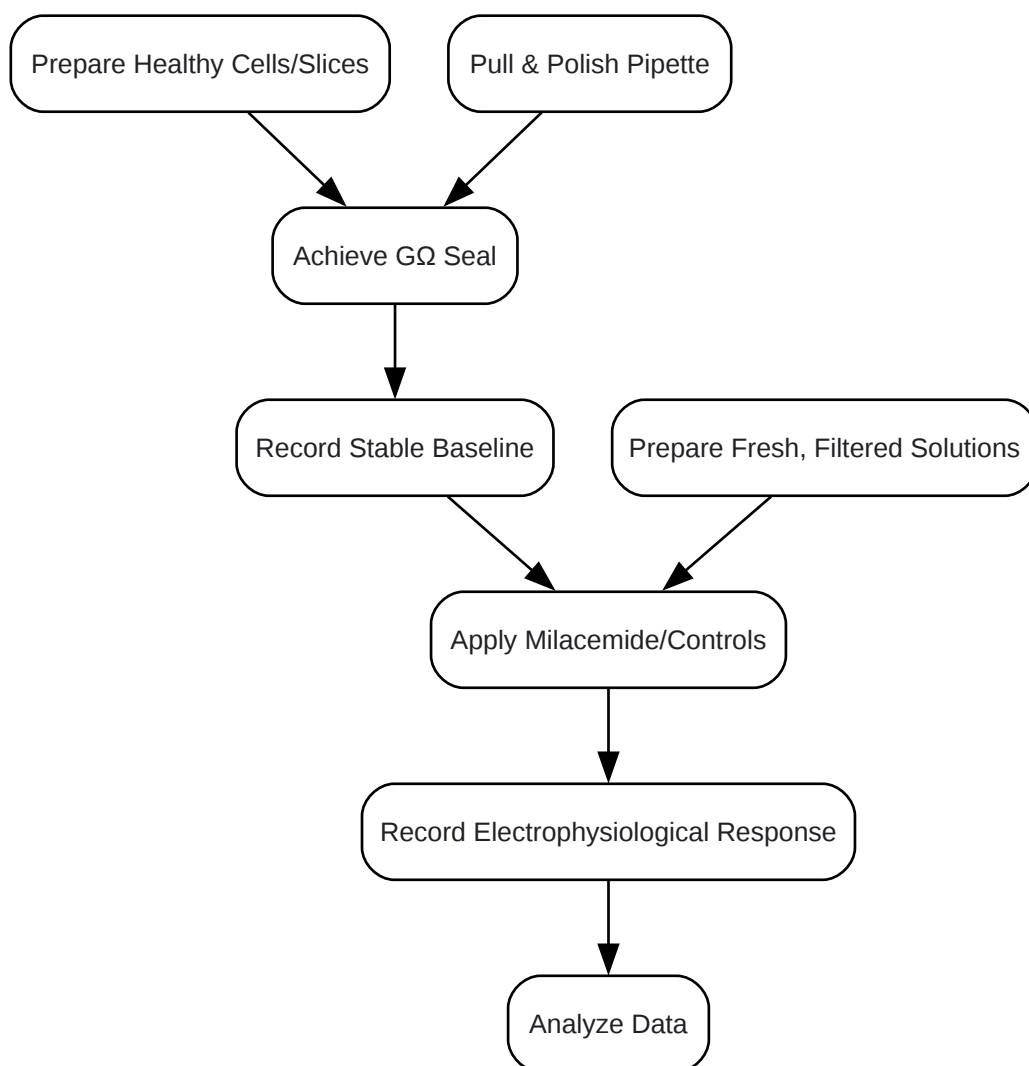 Prepare Healthy Cells/Slices
Pull & Polish Pipette
Achieve GΩ Seal
Record Stable Baseline
Prepare Fresh, Filtered Solutions
Apply Milacemide/Controls
Record Electrophysiological Response
Analyze Data